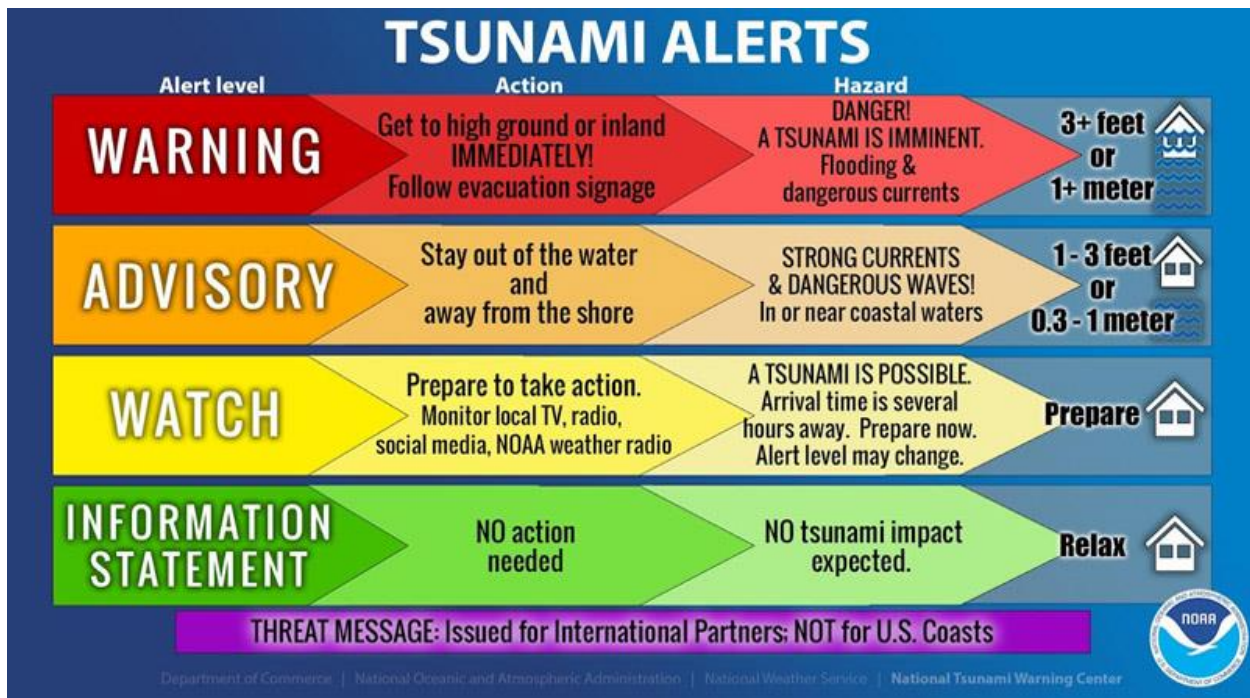 TSUNAMI ALERTS
Alert level
Action
Hazard
WARNING
Get to high ground or inland
IMMEDIATELY!
Follow evacuation signage
DANGER!
A TSUNAMI IS IMMINENT.
Flooding &
dangerous currents
3+ feet
or
1+ meter
ADVISORY
Stay out of the water
and
away from the shore
STRONG CURRENTS
& DANGEROUS WAVES!
In or near coastal waters
1 - 3 feet
or
0.3 - 1 meter
WATCH
Prepare to take action.
Monitor local TV, radio,
social media, NOAA weather radio
A TSUNAMI IS POSSIBLE.
Arrival time is several
hours away. Prepare now.
Alert level may change.
Prepare
INFORMATION
STATEMENT
NO action
needed
NO tsunami impact
expected.
Relax
THREAT MESSAGE: Issued for International Partners; NOT for U.S. Coasts
NOAA
Department of Commerce | National Oceanic and Atmospheric Administration | National Weather Service | National Tsunami Warning Center